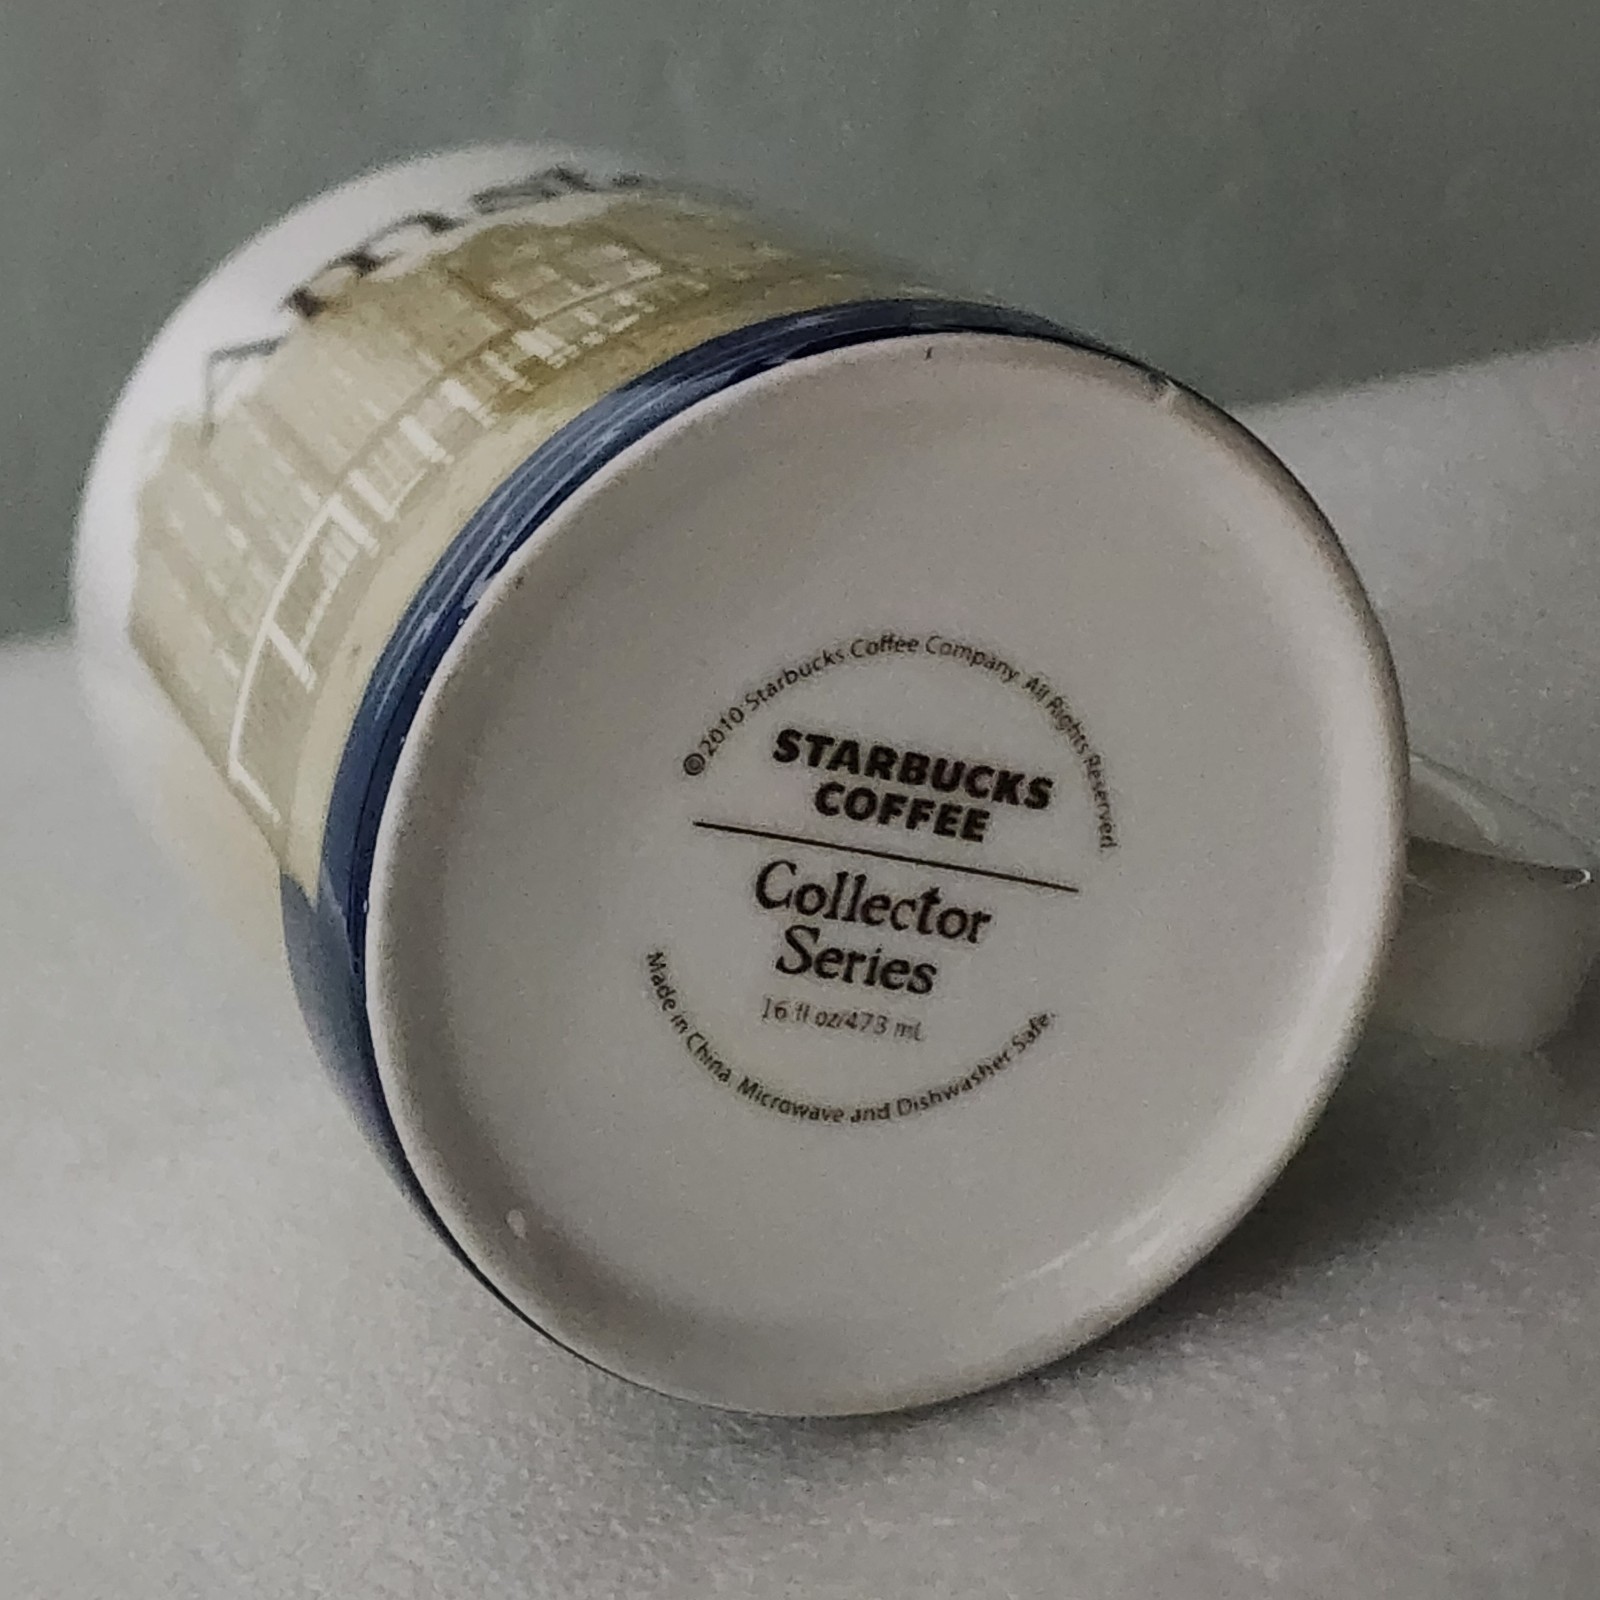 Amst
©2010 Starbucks Coffee Company. All Rights Reserved.
STARBUCKS
COFFEE
Collector
Series
16 fl oz/473 mL
Made in China. Microwave and Dishwasher Safe.